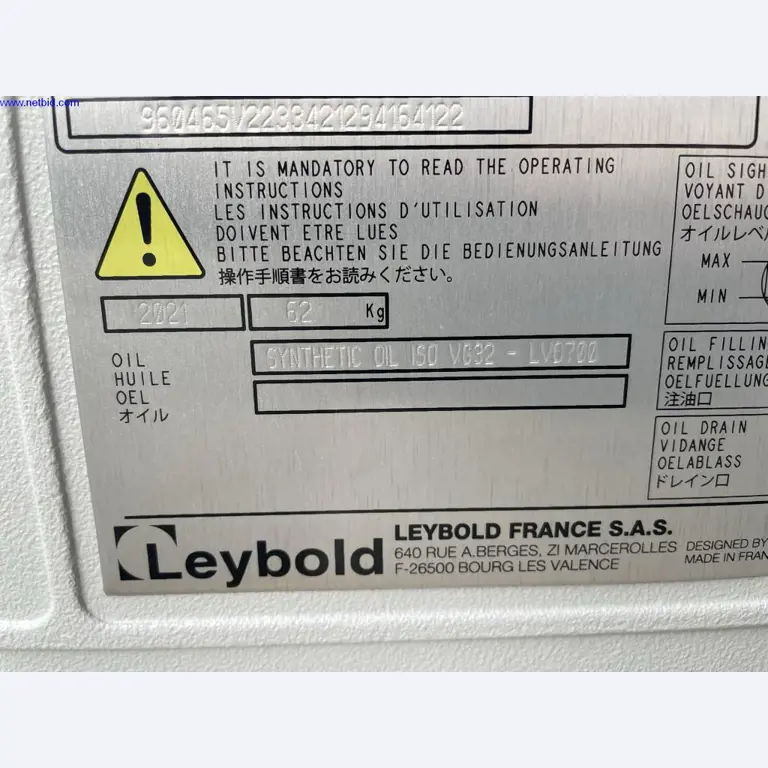 www.netbid.com
960465V2233421294154122
IT IS MANDATORY TO READ THE OPERATING
INSTRUCTIONS
LES INSTRUCTIONS D'UTILISATION
DOIVENT ETRE LUES
BITTE BEACHTEN SIE DIE BEDIENUNGSANLEITUNG
操作手順書をお読みください。
2021
62 Kg
OIL
HUILE
OEL
オイル
SYNTHETIC OIL ISO VG32 - LVO700
OIL SIGH
VOYANT D
OELSCHAUG
オイルレベル
MAX
MIN
OIL FILLIN
REMPLISSAGE
OELFUELLUNG
注油口
OIL DRAIN
VIDANGE
OELABLASS
ドレイン口
Leybold
LEYBOLD FRANCE S.A.S.
640 RUE A.BERGES, ZI MARCEROLLES
F-26500 BOURG LES VALENCE
DESIGNED BY
MADE IN FRAN